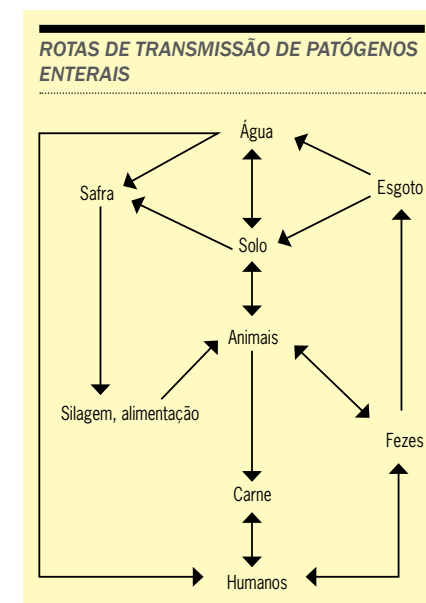 ROTAS DE TRANSMISSÃO DE PATÓGENOS
ENTERAIS
Água
Safra
Esgoto
Solo
Animais
Silagem, alimentação
Fezes
Carne
Humanos